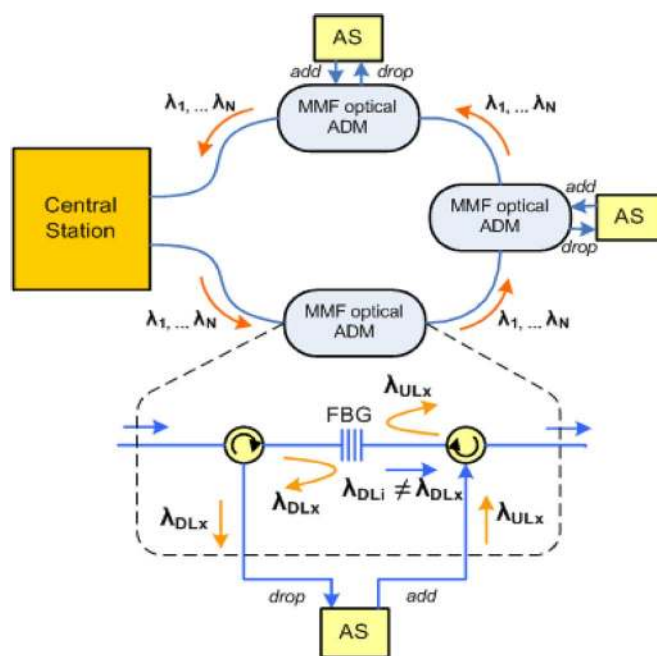 AS
add
drop
λ1, ... λN
MMF optical
ADM
λ1, ... λN
Central
Station
MMF optical
ADM
add
AS
drop
λ1, ... λN
MMF optical
ADM
λ1, ... λN
λULx
FBG
λDLx
λDLi ≠ λDLx
λDLx
λULx
drop
add
AS